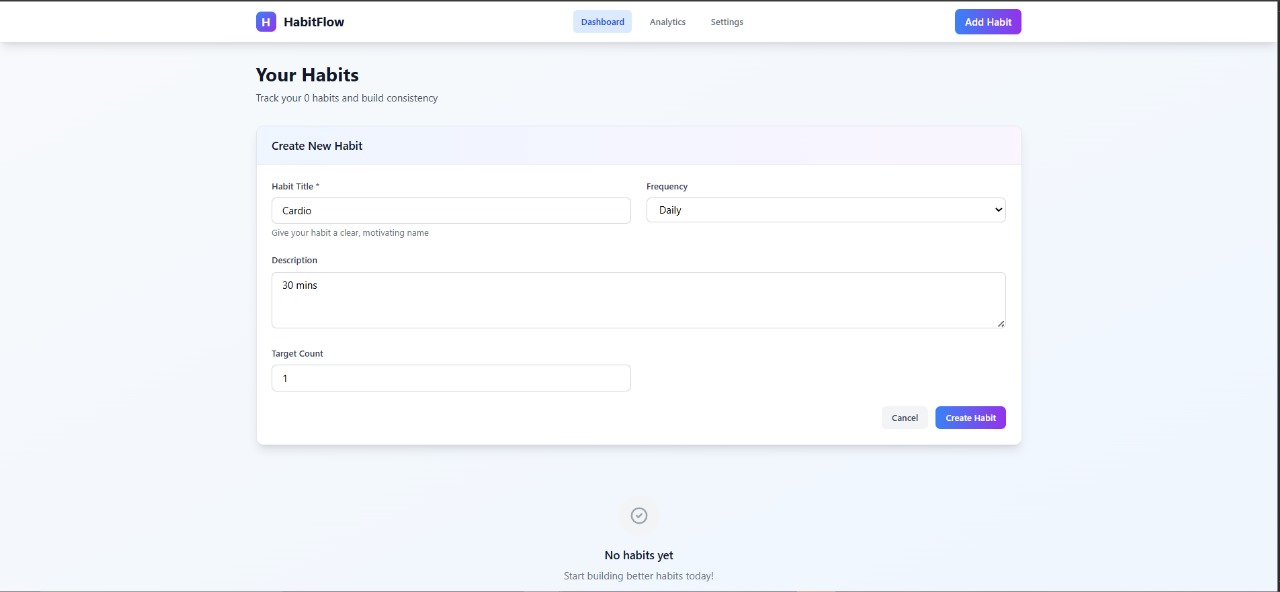 H HabitFlow Dashboard Analytics Settings Add Habit
Your Habits
Track your 0 habits and build consistency
Create New Habit
Habit Title * Frequency
Cardio Daily
Give your habit a clear, motivating name
Description
30 mins
Target Count
1
Cancel Create Habit
No habits yet
Start building better habits today!